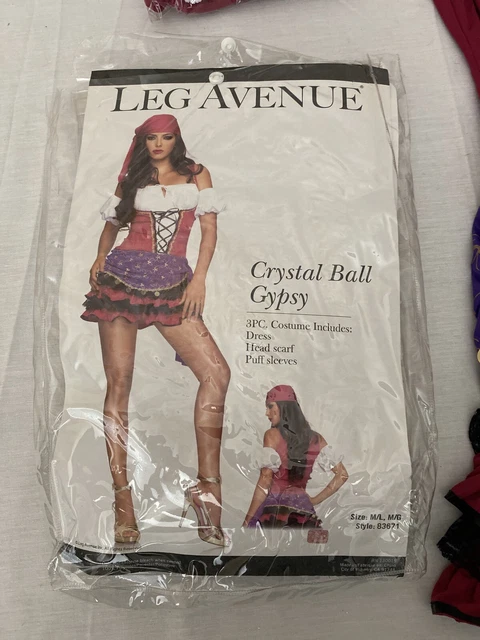 LEG AVENUE
Crystal Ball
Gypsy
3PC. Costume Includes:
Dress
Head scarf
Puff sleeves
Size: M/L, M/G
Style: 83671